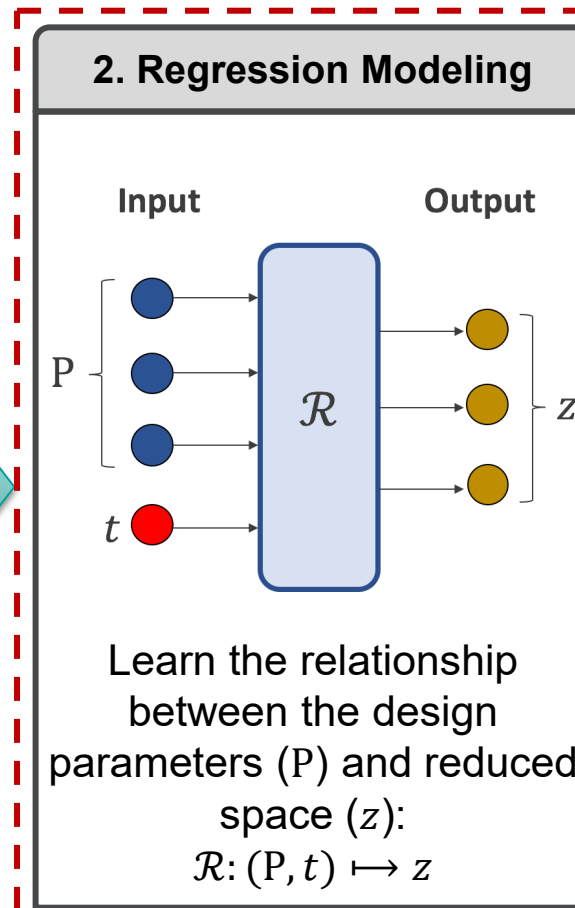 2. Regression Modeling
Input
Output
P
ℛ
z
t
Learn the relationship
between the design
parameters (P) and reduced
space (z):
ℛ: (P, t) ↦ z